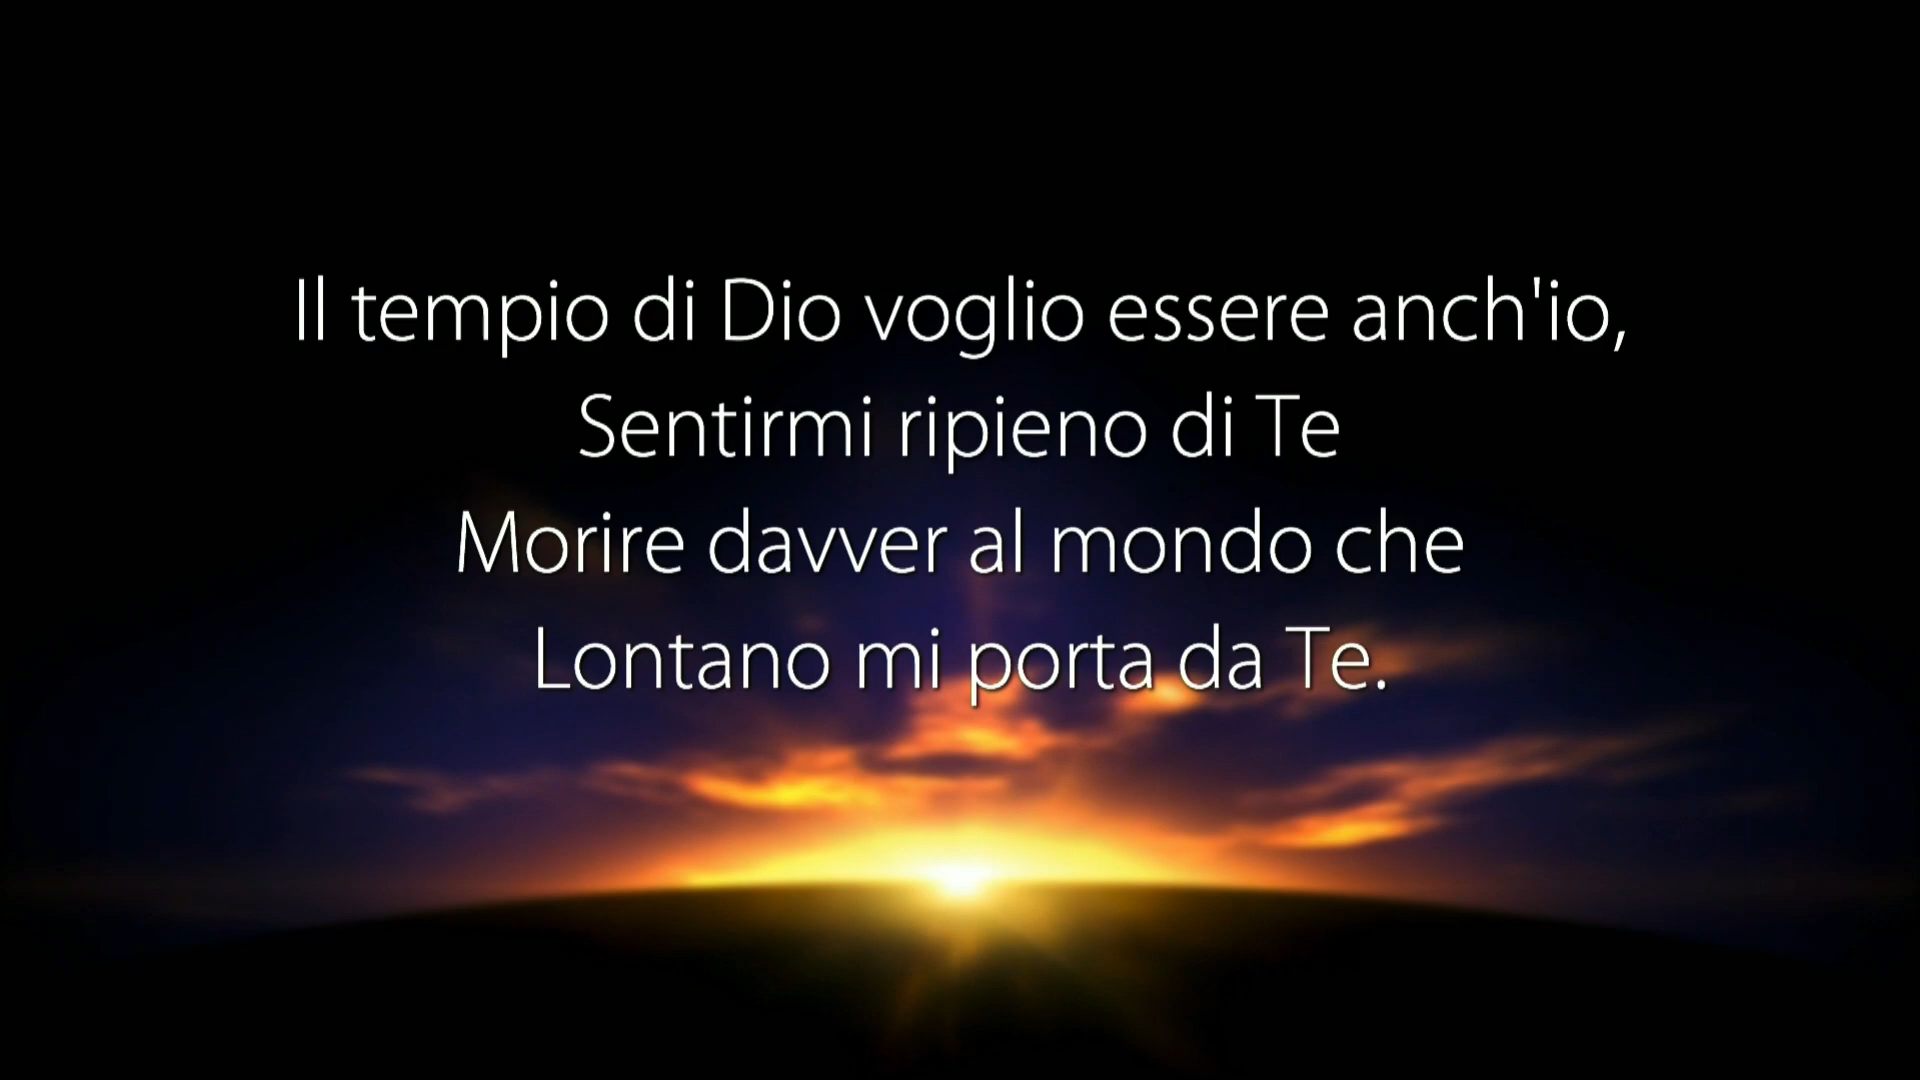 Il tempio di Dio voglio essere anch'io,
Sentirmi ripieno di Te
Morire davver al mondo che
Lontano mi porta da Te.